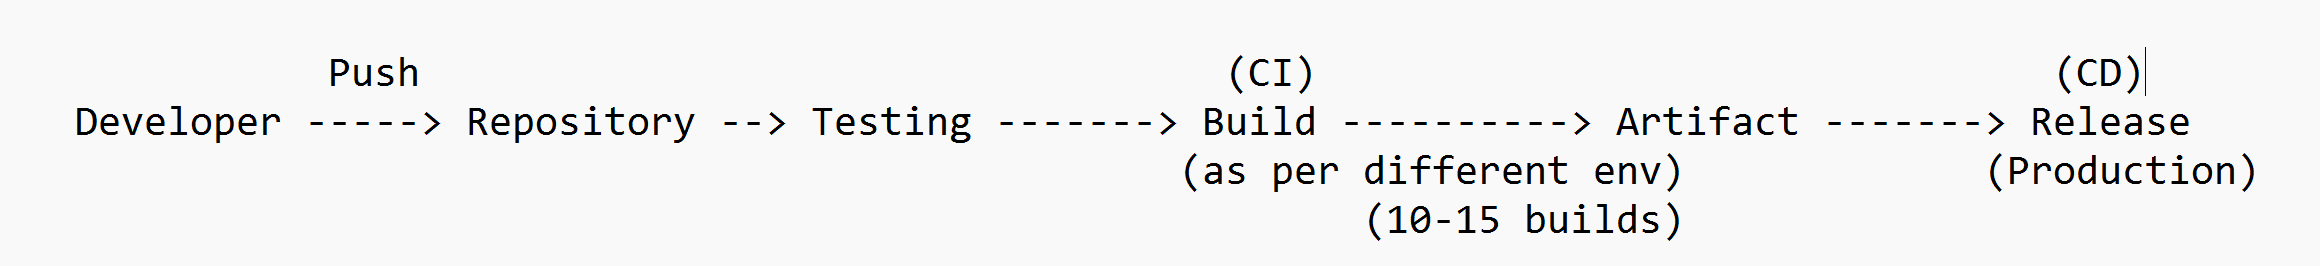 Push (CI) (CD)
Developer -----> Repository --> Testing -------> Build ----------> Artifact -------> Release
(as per different env) (Production)
(10-15 builds)